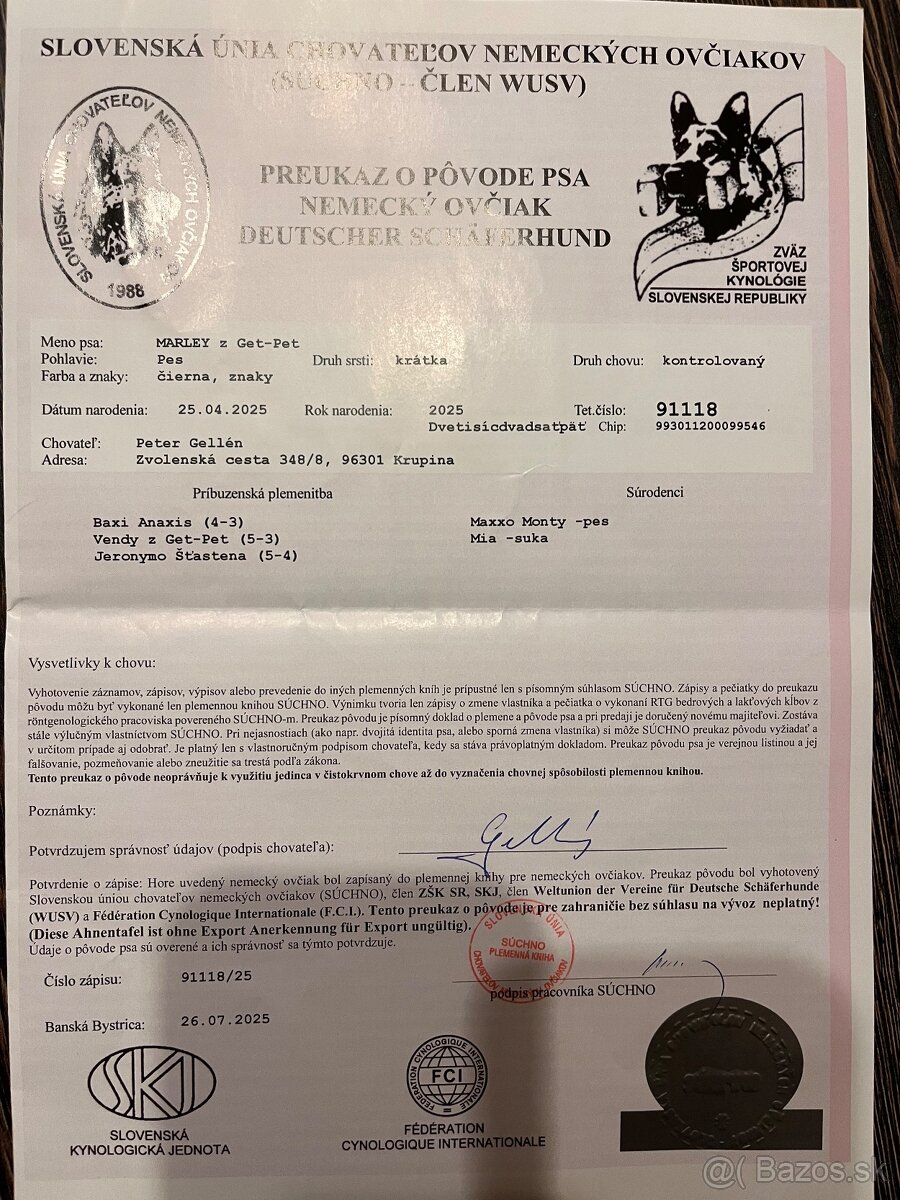 SLOVENSKÁ ÚNIA CHOVATEĽOV NEMECKÝCH OVČIAKOV
(SÚCHNO – ČLEN WUSV)
SLOVENSKÁ ÚNIA CHOVATEĽOV NEMECKÝCH OVČIAKOV
1988
PREUKAZ O PÔVODE PSA
NEMECKÝ OVČIAK
DEUTSCHER SCHÄFERHUND
ZVÄZ
ŠPORTOVEJ
KYNOLÓGIE
SLOVENSKEJ REPUBLIKY
Meno psa: MARLEY z Get-Pet
Pohlavie: Pes Druh srsti: krátka Druh chovu: kontrolovaný
Farba a znaky: čierna, znaky
Dátum narodenia: 25.04.2025 Rok narodenia: 2025 Tet.číslo: 91118
Dvetisícdvadsaťpäť Chip: 993011200099546
Chovateľ: Peter Gellén
Adresa: Zvolenská cesta 348/8, 96301 Krupina
Príbuzenská plemenitba Súrodenci
Baxi Anaxis (4-3) Maxxo Monty -pes
Vendy z Get-Pet (5-3) Mia -suka
Jeronymo Šťastena (5-4)
Vysvetlivky k chovu:
Vyhotovenie záznamov, zápisov, výpisov alebo prevedenie do iných plemenných kníh je prípustné len s písomným súhlasom SÚCHNO. Zápisy a pečiatky do preukazu
pôvodu môžu byť vykonané len plemennou knihou SÚCHNO. Výnimku tvoria len zápisy o zmene vlastníka a pečiatka o vykonaní RTG bedrových a lakťových kĺbov z
röntgenologického pracoviska povereného SÚCHNO-m. Preukaz pôvodu je písomný doklad o plemene a pôvode psa a pri predaji je doručený novému majiteľovi. Zostáva
stále výlučným vlastníctvom SÚCHNO. Pri nejasnostiach (ako napr. dvojitá identita psa, alebo sporná zmena vlastníka) si môže SÚCHNO preukaz pôvodu vyžiadať a
v určitom prípade aj odobrať. Je platný len s vlastnoručným podpisom chovateľa, kedy sa stáva právoplatným dokladom. Preukaz pôvodu psa je verejnou listinou a jej
falšovanie, pozmeňovanie alebo zneužitie sa trestá podľa zákona.
Tento preukaz o pôvode neoprávňuje k využitiu jedinca v čistokrvnom chove až do vyznačenia chovnej spôsobilosti plemennou knihou.
Poznámky:
Potvrdzujem správnosť údajov (podpis chovateľa):
Potvrdenie o zápise: Hore uvedený nemecký ovčiak bol zapísaný do plemennej knihy pre nemeckých ovčiakov. Preukaz pôvodu bol vyhotovený
Slovenskou úniou chovateľov nemeckých ovčiakov (SÚCHNO), člen ZŠK SR, SKJ, člen Weltunion der Vereine für Deutsche Schäferhunde
(WUSV) a Fédération Cynologique Internationale (F.C.I.). Tento preukaz o pôvode je pre zahraničie bez súhlasu na vývoz neplatný!
(Diese Ahnentafel ist ohne Export Anerkennung für Export ungültig).
Údaje o pôvode psa sú overené a ich správnosť sa týmto potvrdzuje.
SLOVENSKÁ ÚNIA
SÚCHNO
PLEMENNÁ KNIHA
Číslo zápisu: 91118/25
podpis pracovníka SÚCHNO
Banská Bystrica: 26.07.2025
SKJ
SLOVENSKÁ
KYNOLOGICKÁ JEDNOTA
FEDERATION CYNOLOGIQUE INTERNATIONALE
FCI
FÉDÉRATION
CYNOLOGIQUE INTERNATIONALE
@( Bazos.sk